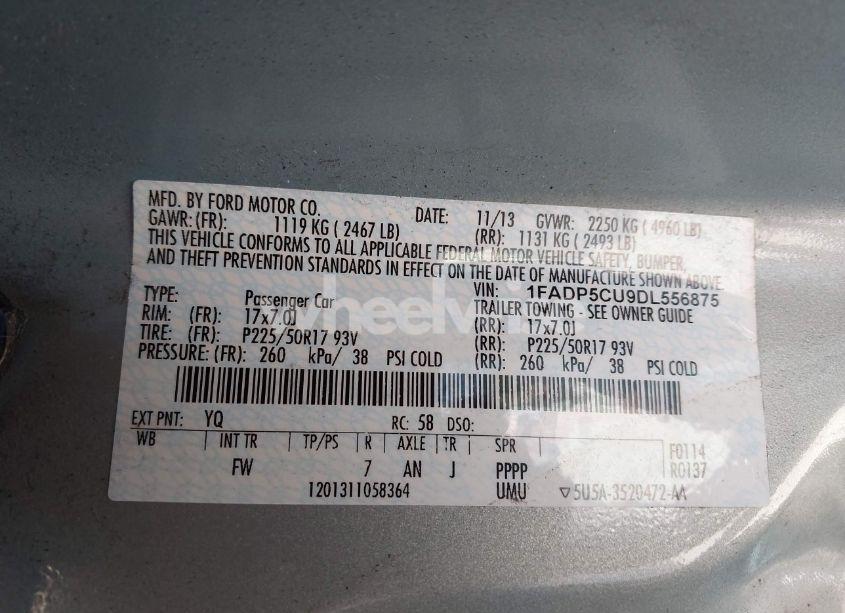 MFD. BY FORD MOTOR CO. DATE: 11/13 GVWR: 2250 KG ( 4960 LB)
GAWR: (FR): 1119 KG ( 2467 LB) (RR): 1131 KG ( 2493 LB)
THIS VEHICLE CONFORMS TO ALL APPLICABLE FEDERAL MOTOR VEHICLE SAFETY, BUMPER,
AND THEFT PREVENTION STANDARDS IN EFFECT ON THE DATE OF MANUFACTURE SHOWN ABOVE.
VIN: 1FADP5CU9DL556875
TYPE: Passenger Car TRAILER TOWING - SEE OWNER GUIDE
RIM: (FR): 17x7.0J (RR): 17x7.0J
TIRE: (FR): P225/50R17 93V (RR): P225/50R17 93V
PRESSURE: (FR): 260 kPa/ 38 PSI COLD (RR): 260 kPa/ 38 PSI COLD
EXT PNT: YQ RC: 58 DSO:
WB INT TR TP/PS R AXLE TR SPR F0114
FW 7 AN J PPPP R0137
1201311058364 UMU ▽5U5A-3520472-AA